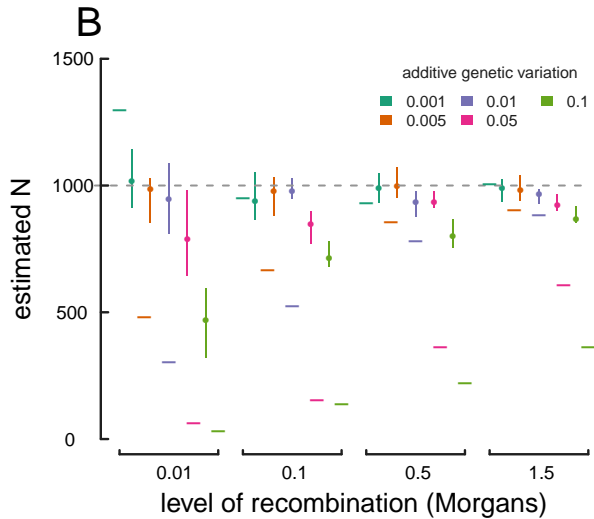 B
additive genetic variation
0.001 0.01 0.1
0.005 0.05
estimated N
1500
1000
500
0
0.01 0.1 0.5 1.5
level of recombination (Morgans)